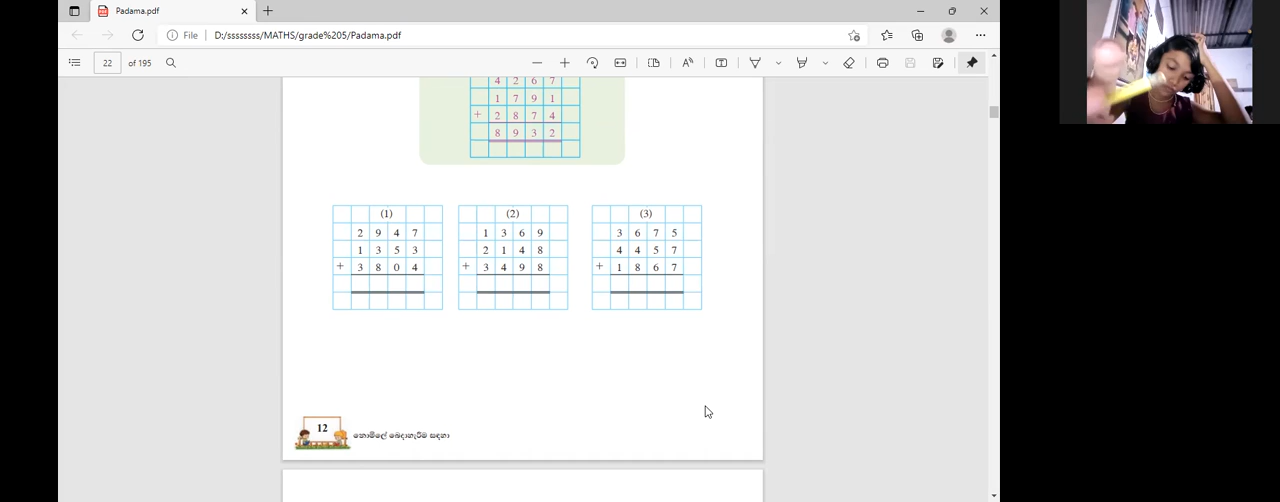 Padama.pdf
File D:/ssssssss/MATHS/grade%205/Padama.pdf
22 of 195
4 2 6 7
1 7 9 1
+ 2 8 7 4
8 9 3 2
(1) (2) (3)
2 9 4 7 1 3 6 9 3 6 7 5
1 3 5 3 2 1 4 8 4 4 5 7
+ 3 8 0 4 + 3 4 9 8 + 1 8 6 7
12 නොමිලේ බෙදාහැරීම සඳහා